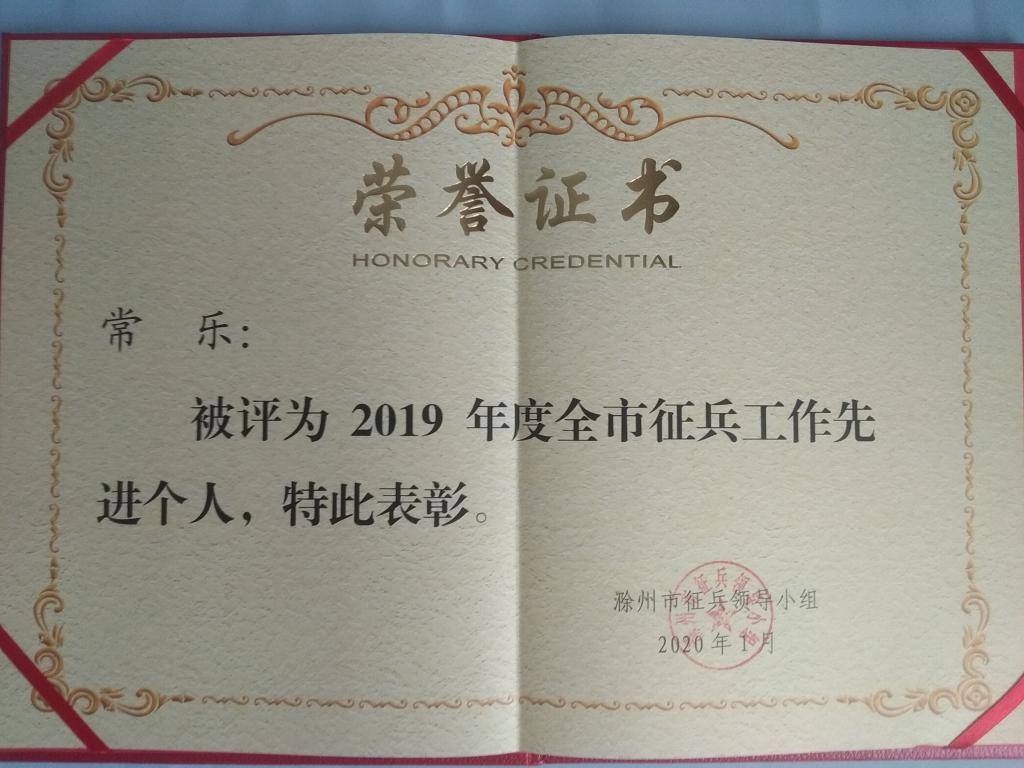 荣誉证书
HONORARY CREDENTIAL
常 乐:
被评为 2019 年度全市征兵工作先
进个人，特此表彰。
滁州市征兵领导小组
2020 年 1 月